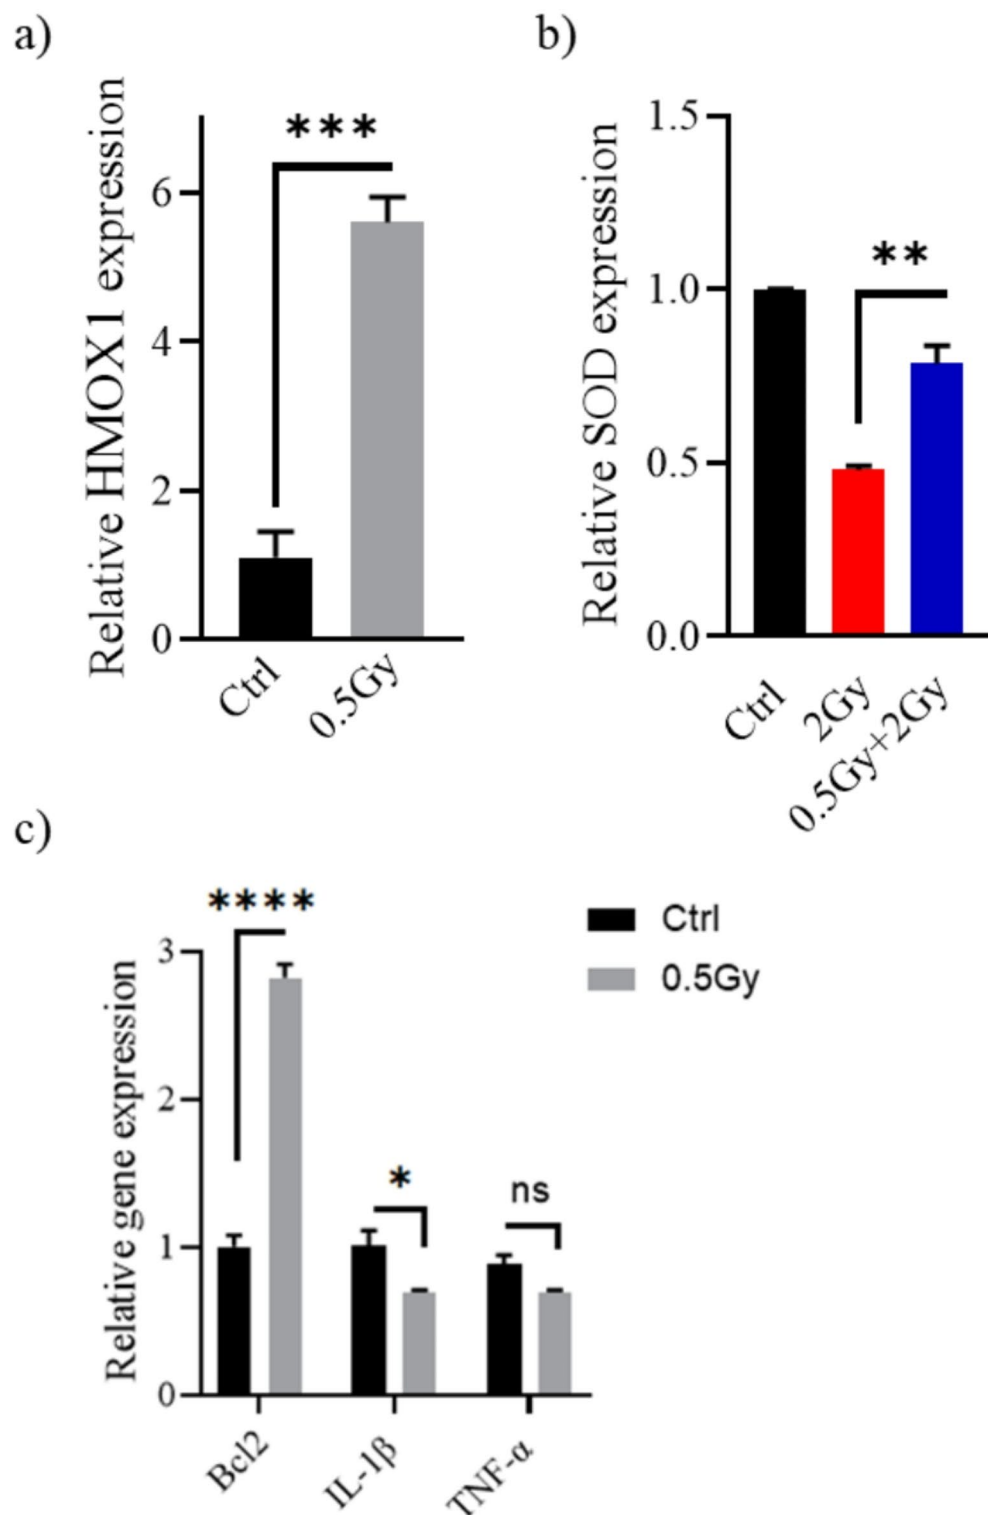 a)
Relative HMOX1 expression
6
4
2
0
***
Ctrl
0.5Gy
b)
Relative SOD expression
1.5
1.0
0.5
0.0
**
Ctrl
2Gy
0.5Gy+2Gy
c)
Relative gene expression
3
2
1
0
****
*
ns
Bcl2
IL-1β
TNF-α
Ctrl
0.5Gy